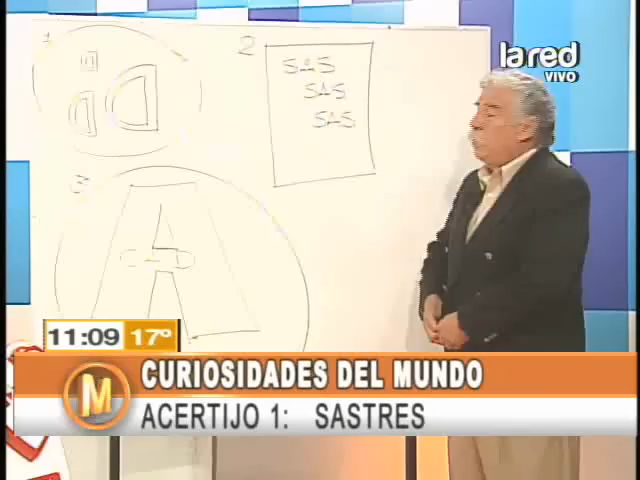 1
2
SAS
SAS
SAS
3
la red
VIVO
11:09 17º
M
CURIOSIDADES DEL MUNDO
ACERTIJO 1: SASTRES